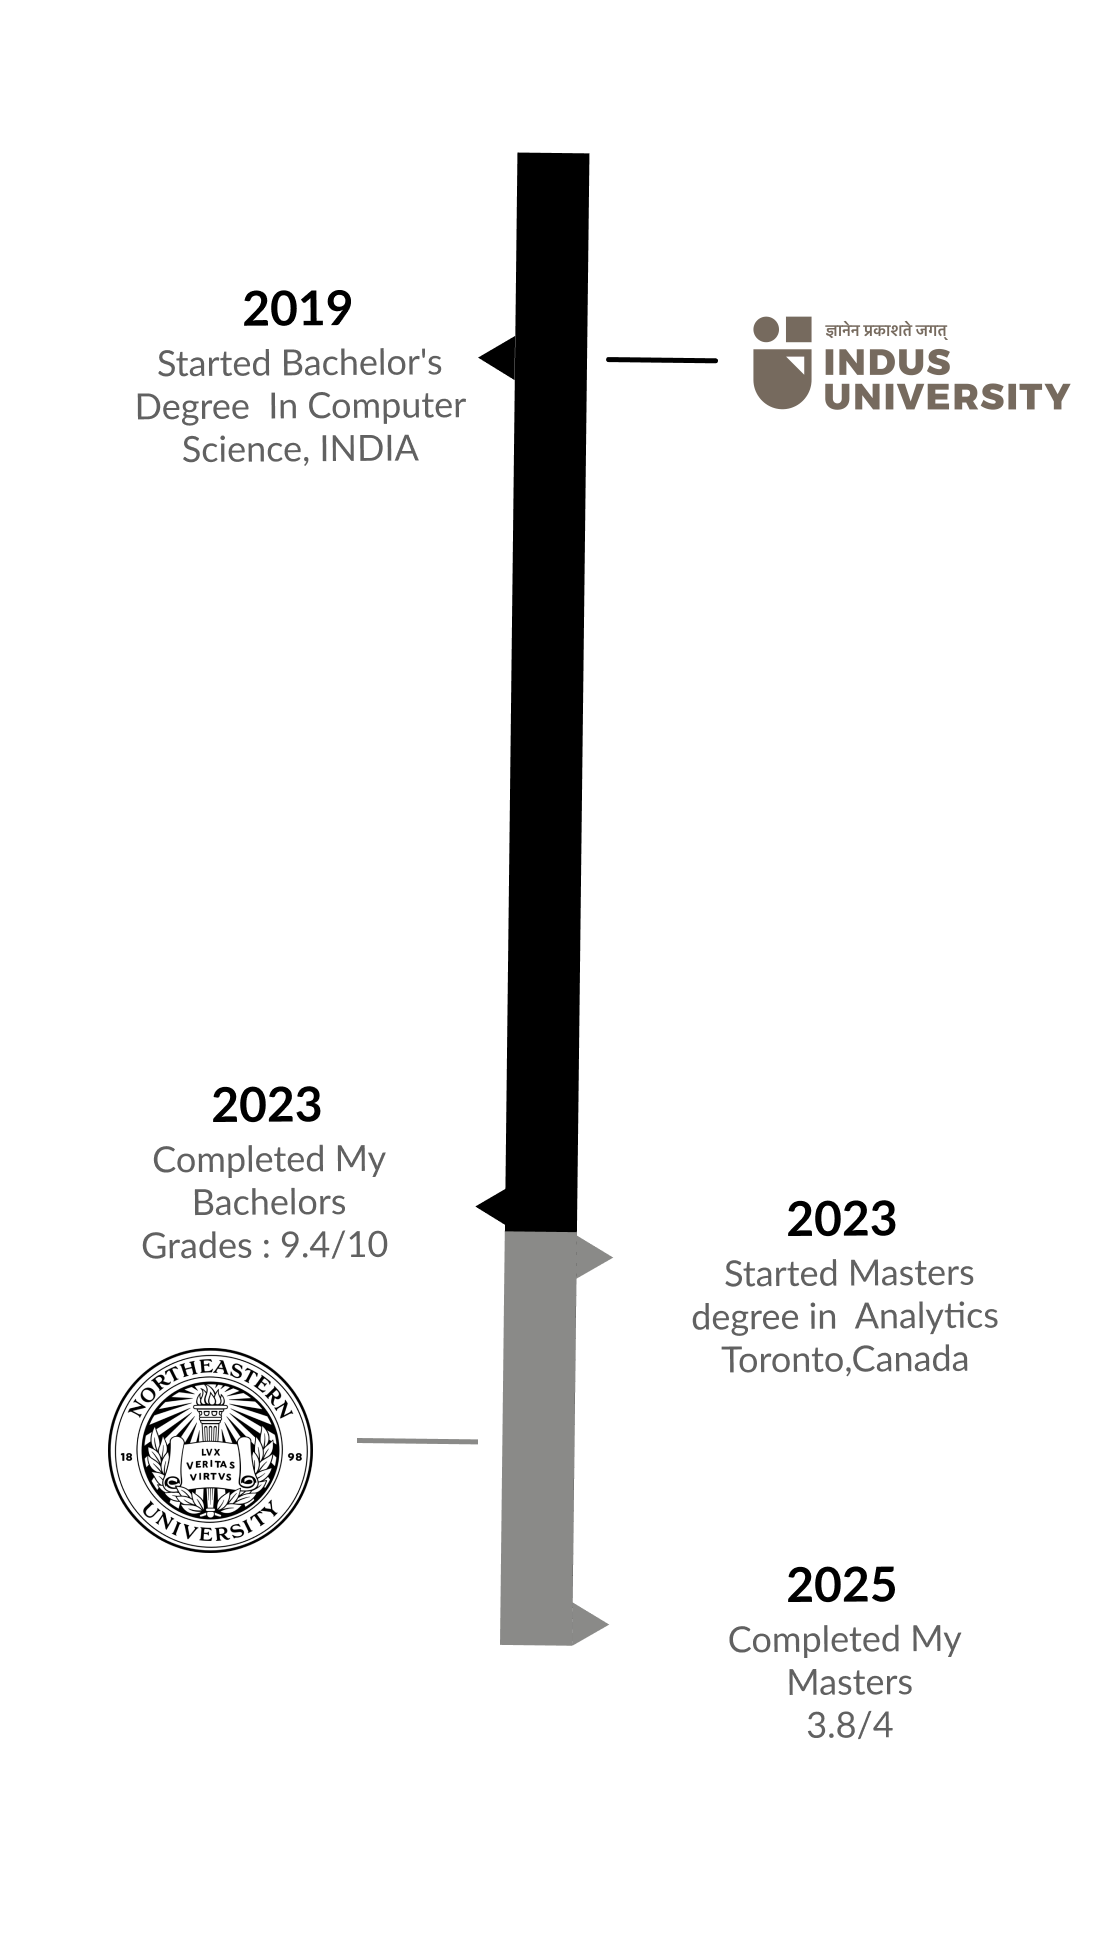 2019
Started Bachelor's
Degree  In Computer
Science, INDIA
ज्ञानेन प्रकाशते जगत्
INDUS
UNIVERSITY
2023
Completed My
Bachelors
Grades : 9.4/10
2023
Started Masters
degree in  Analytics
Toronto,Canada
NORTHEASTERN
18 98
LVX
VERITAS
VIRTVS
UNIVERSITY
2025
Completed My
Masters
3.8/4